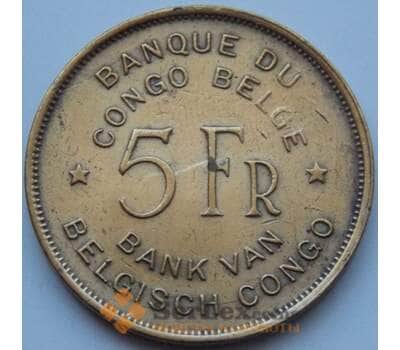 BANQUE DU
CONGO BELGE
5 FR
BANK VAN
BELGISCH CONGO